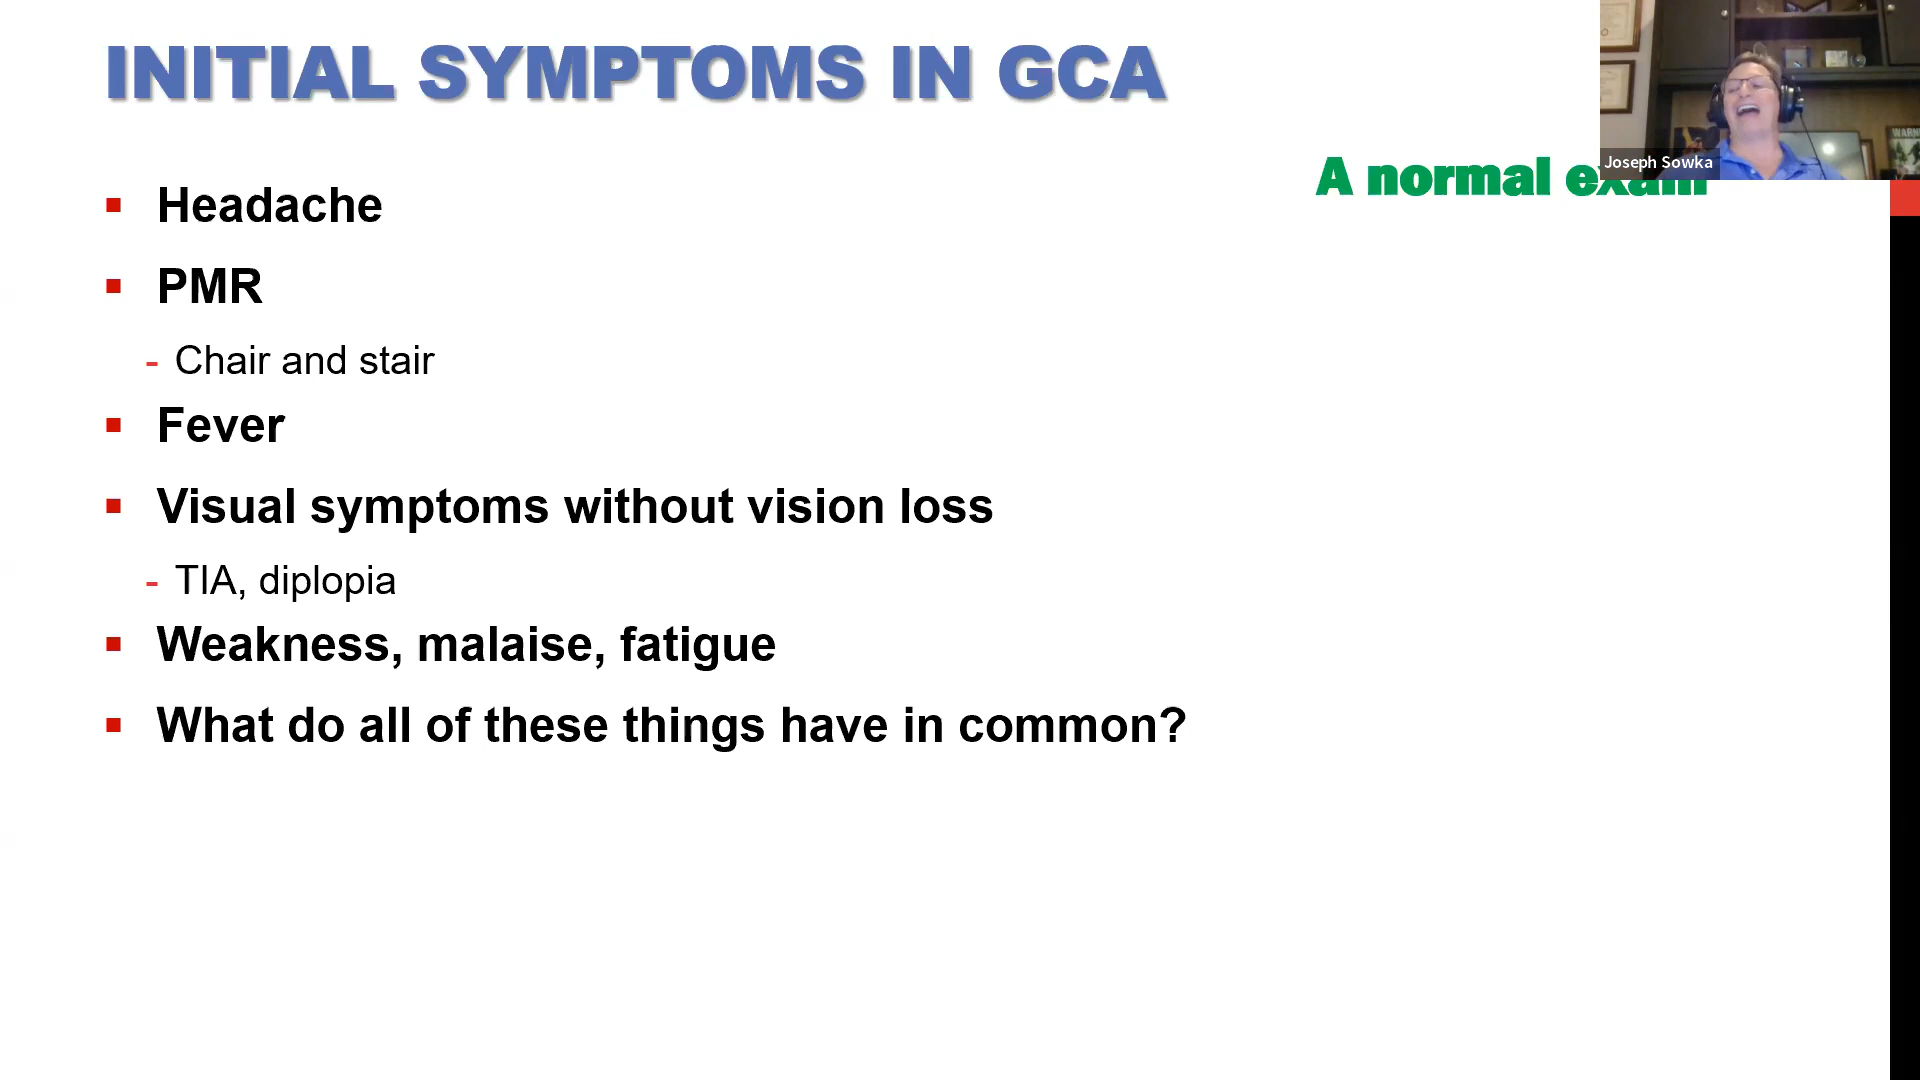 INITIAL SYMPTOMS IN GCA
Joseph Sowka
A normal exam
Headache
PMR
- Chair and stair
Fever
Visual symptoms without vision loss
- TIA, diplopia
Weakness, malaise, fatigue
What do all of these things have in common?
WARN